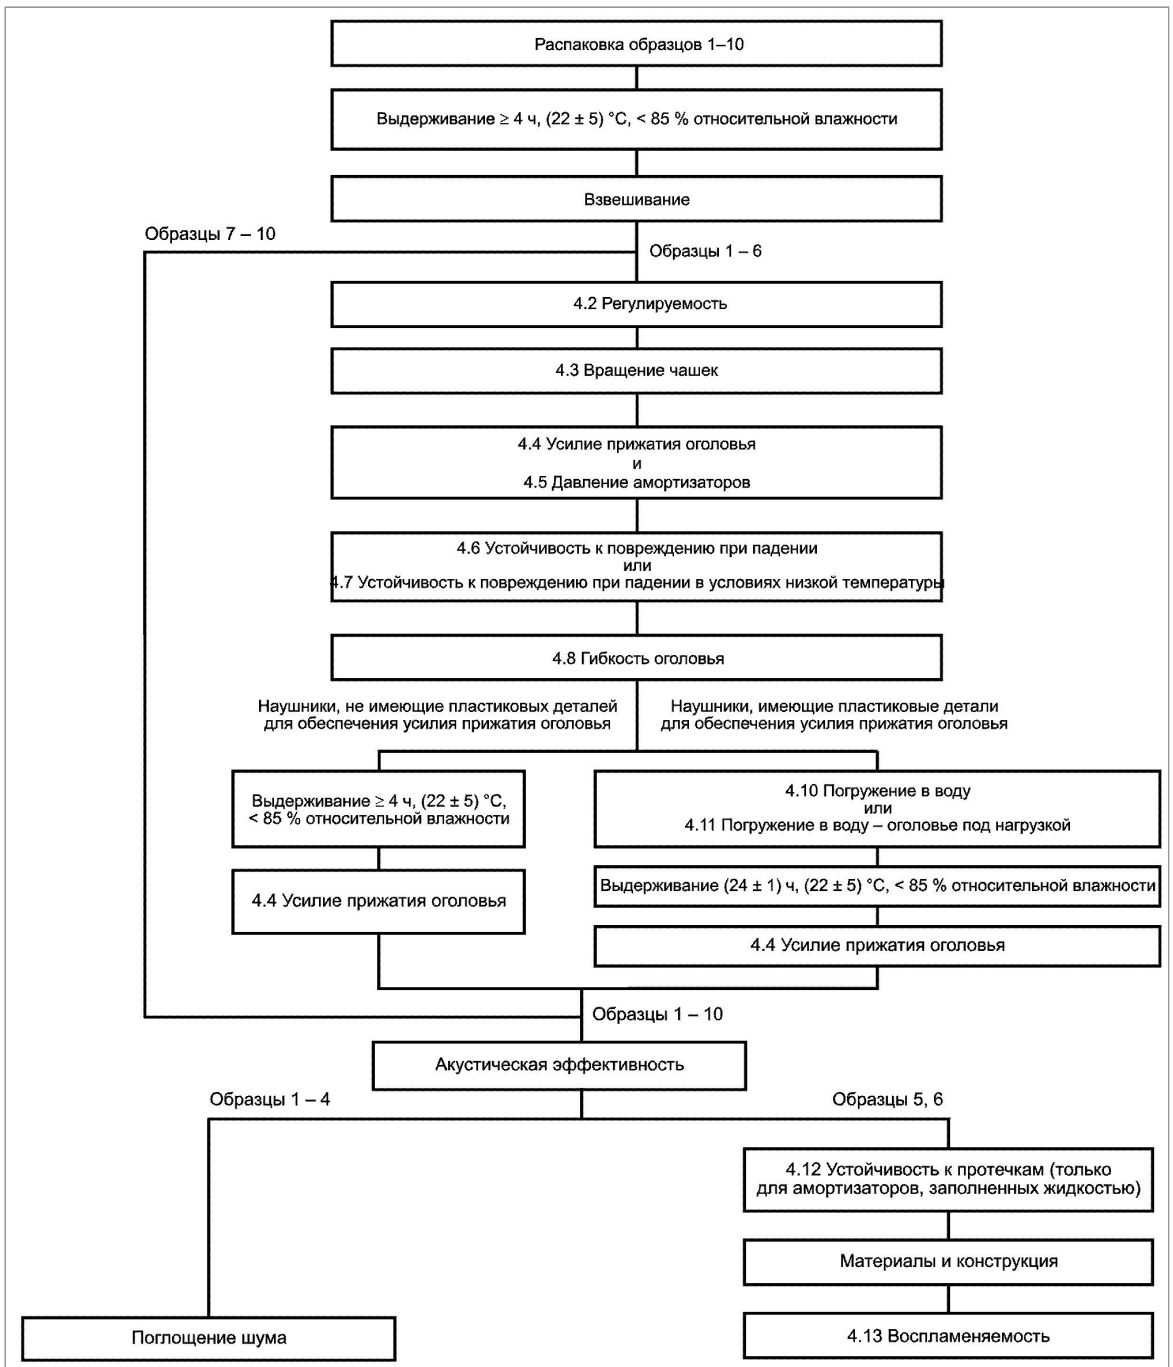 Распаковка образцов 1–10
Выдерживание ≥ 4 ч, (22 ± 5) °C, < 85 % относительной влажности
Взвешивание
Образцы 7 – 10
Образцы 1 – 6
4.2 Регулируемость
4.3 Вращение чашек
4.4 Усилие прижатия оголовья
и
4.5 Давление амортизаторов
4.6 Устойчивость к повреждению при падении
или
4.7 Устойчивость к повреждению при падении в условиях низкой температуры
4.8 Гибкость оголовья
Наушники, не имеющие пластиковых деталей
для обеспечения усилия прижатия оголовья
Наушники, имеющие пластиковые детали
для обеспечения усилия прижатия оголовья
Выдерживание ≥ 4 ч, (22 ± 5) °C,
< 85 % относительной влажности
4.4 Усилие прижатия оголовья
4.10 Погружение в воду
или
4.11 Погружение в воду – оголовье под нагрузкой
Выдерживание (24 ± 1) ч, (22 ± 5) °C, < 85 % относительной влажности
4.4 Усилие прижатия оголовья
Образцы 1 – 10
Акустическая эффективность
Образцы 1 – 4
Образцы 5, 6
4.12 Устойчивость к протечкам (только
для амортизаторов, заполненных жидкостью)
Материалы и конструкция
4.13 Воспламеняемость
Поглощение шума